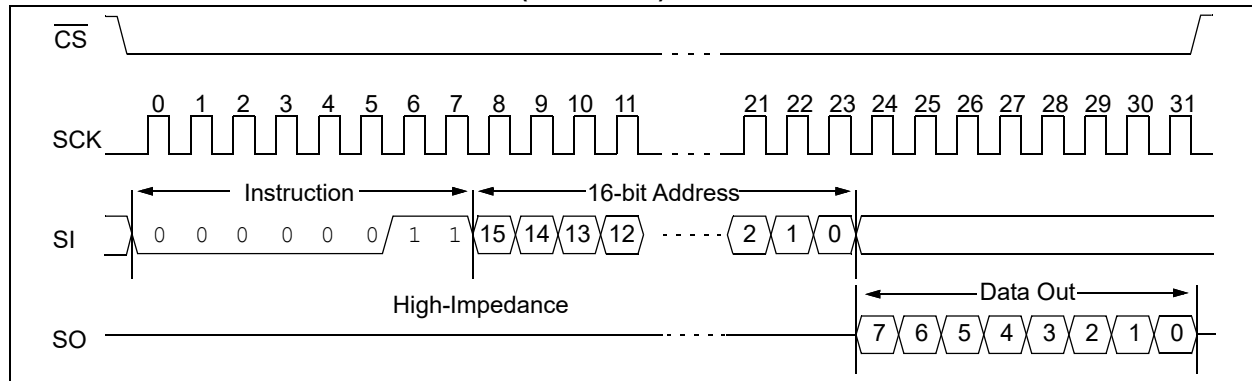 CS
0 1 2 3 4 5 6 7 8 9 10 11 21 22 23 24 25 26 27 28 29 30 31
SCK
Instruction 16-bit Address
SI 0 0 0 0 0 0 1 1 15 14 13 12 2 1 0
High-Impedance Data Out
SO 7 6 5 4 3 2 1 0